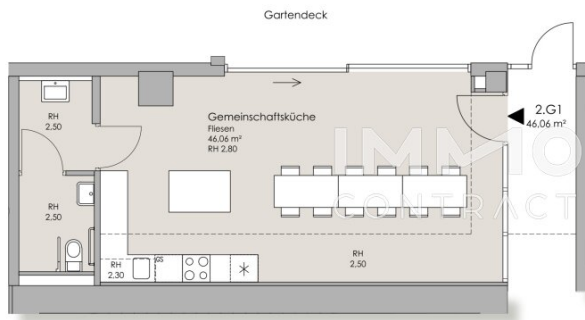 Gartendeck
RH
2.50
Gemeinschaftsküche
Fliesen
46.06 m²
RH 2.80
2.G1
46.06 m²
IMMO
CONTRACT
RH
2.50
RH
2.30
GS
RH
2.50